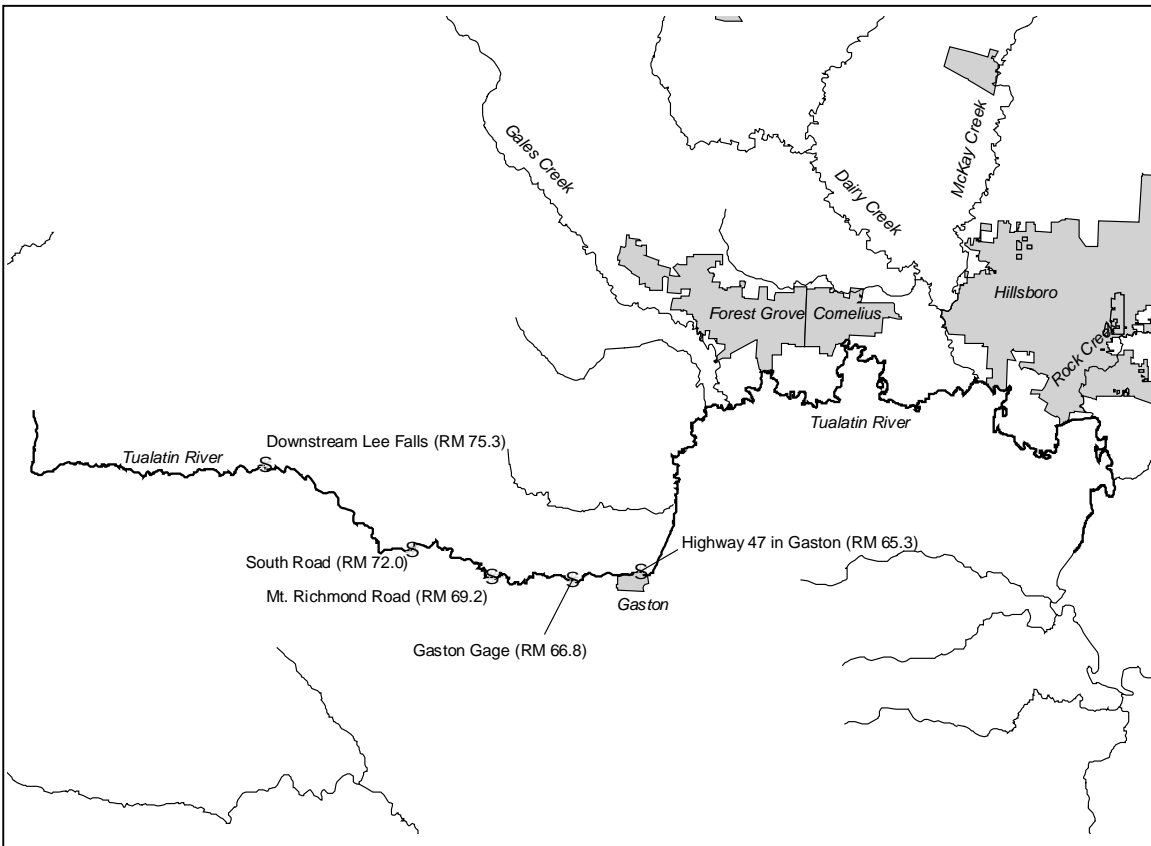 Gales Creek
Dairy Creek
McKay Creek
Forest Grove
Cornelius
Hillsboro
Rock Creek
Tualatin River
Tualatin River
Downstream Lee Falls (RM 75.3)
South Road (RM 72.0)
Mt. Richmond Road (RM 69.2)
Gaston Gage (RM 66.8)
Highway 47 in Gaston (RM 65.3)
Gaston
S
S
S
S
S